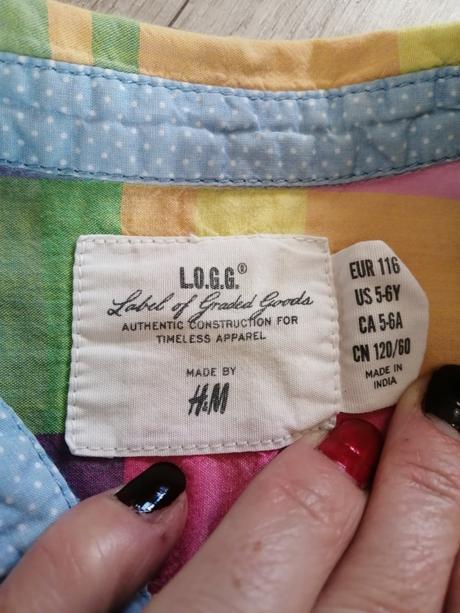 L.O.G.G.®
Label of Graded Goods
AUTHENTIC CONSTRUCTION FOR
TIMELESS APPAREL
MADE BY
H&M
EUR 116
US 5-6Y
CA 5-6A
CN 120/60
MADE IN
INDIA